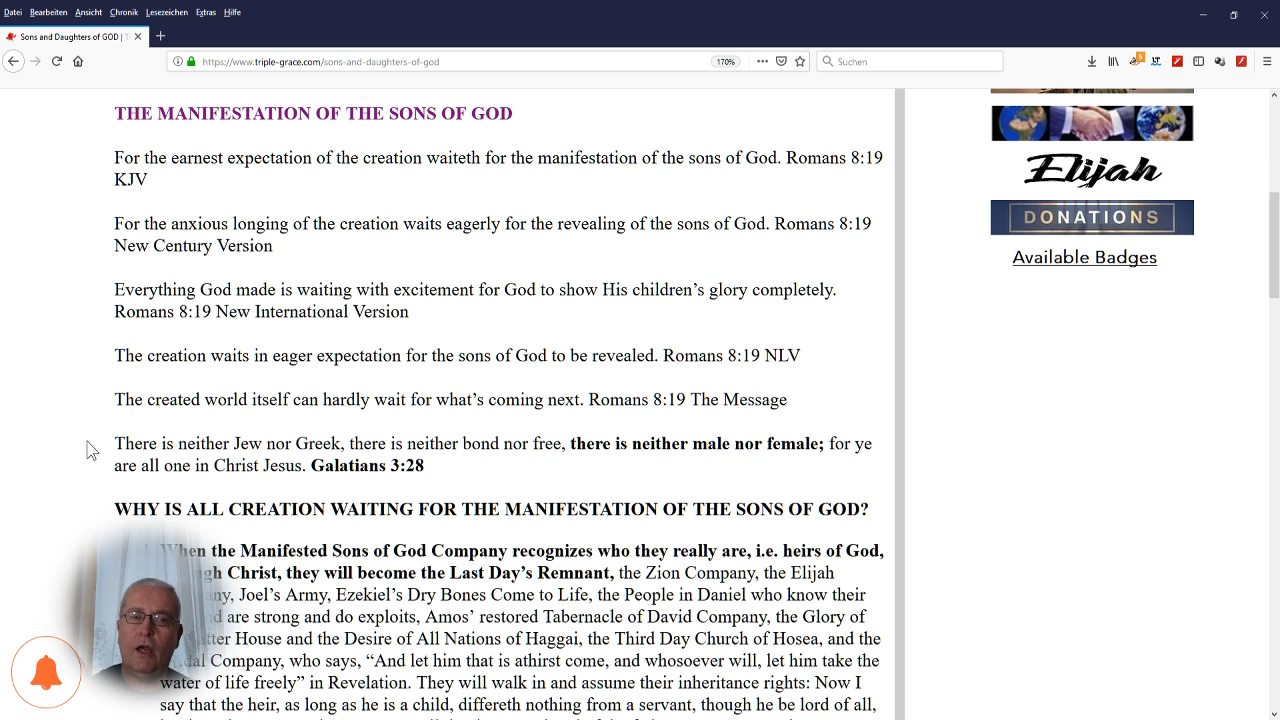 Datei Bearbeiten Ansicht Chronik Lesezeichen Extras Hilfe
Sons and Daughters of GOD |
https://www.triple-grace.com/sons-and-daughters-of-god
170%
Suchen
THE MANIFESTATION OF THE SONS OF GOD
For the earnest expectation of the creation waiteth for the manifestation of the sons of God. Romans 8:19
KJV
For the anxious longing of the creation waits eagerly for the revealing of the sons of God. Romans 8:19
New Century Version
Everything God made is waiting with excitement for God to show His children's glory completely.
Romans 8:19 New International Version
The creation waits in eager expectation for the sons of God to be revealed. Romans 8:19 NLV
The created world itself can hardly wait for what's coming next. Romans 8:19 The Message
There is neither Jew nor Greek, there is neither bond nor free, there is neither male nor female; for ye
are all one in Christ Jesus. Galatians 3:28
WHY IS ALL CREATION WAITING FOR THE MANIFESTATION OF THE SONS OF GOD?
When the Manifested Sons of God Company recognizes who they really are, i.e. heirs of God,
Christ, they will become the Last Day's Remnant, the Zion Company, the Elijah
Joel's Army, Ezekiel's Dry Bones Come to Life, the People in Daniel who know their
are strong and do exploits, Amos' restored Tabernacle of David Company, the Glory of
House and the Desire of All Nations of Haggai, the Third Day Church of Hosea, and the
Company, who says, "And let him that is athirst come, and whosoever will, let him take the
water of life freely" in Revelation. They will walk in and assume their inheritance rights: Now I
say that the heir, as long as he is a child, differeth nothing from a servant, though he be lord of all,
Elijah
DONATIONS
Available Badges